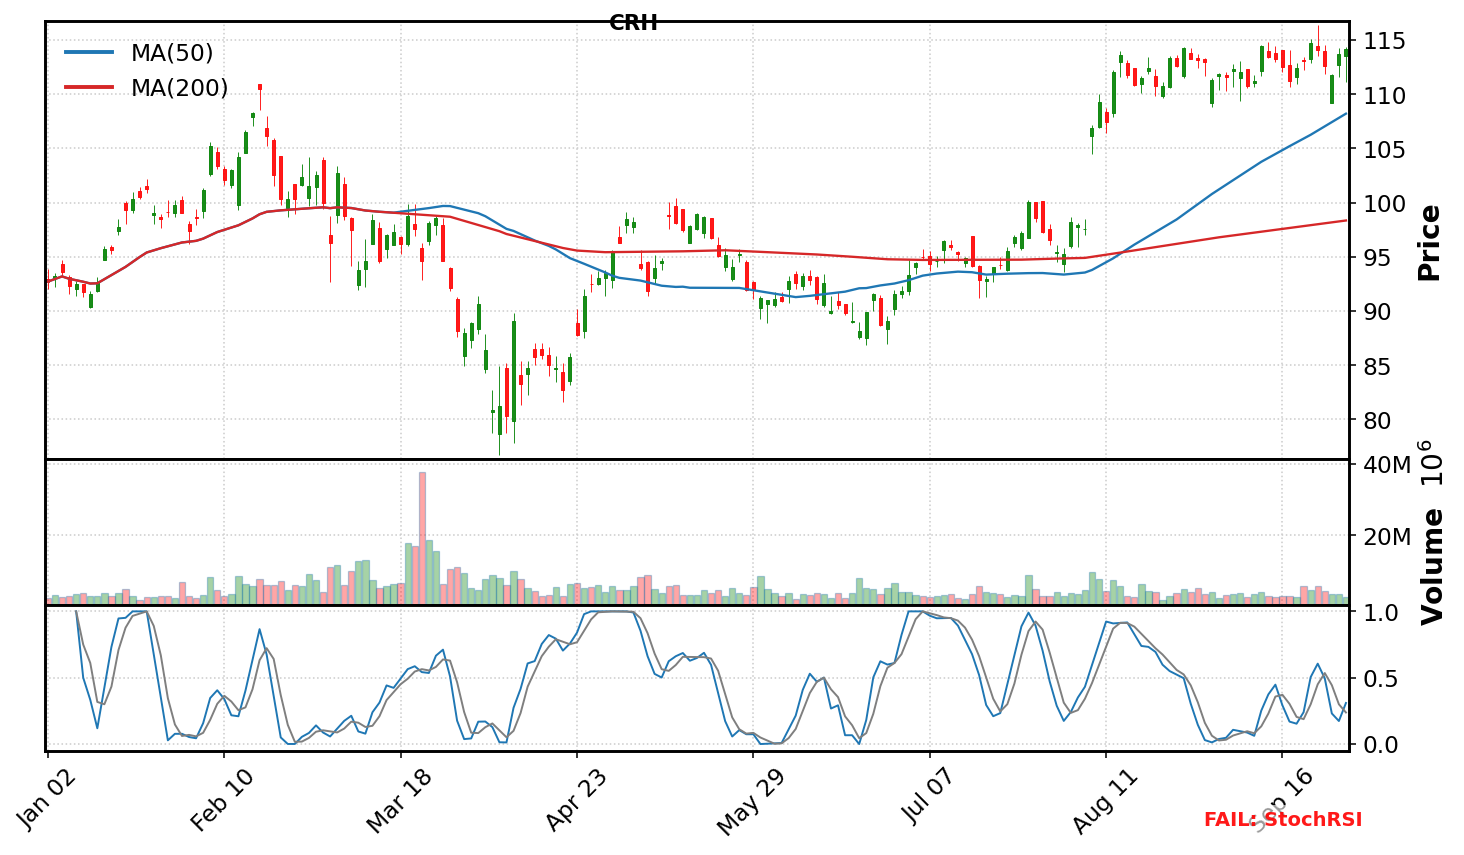 CRH
MA(50)
MA(200)
115
110
105
100
95
90
85
80
Price
40M
20M
Volume 10^6
1.0
0.5
0.0
Jan 02
Feb 10
Mar 18
Apr 23
May 29
Jul 07
Aug 11
Sep 16
FAIL: StochRSI